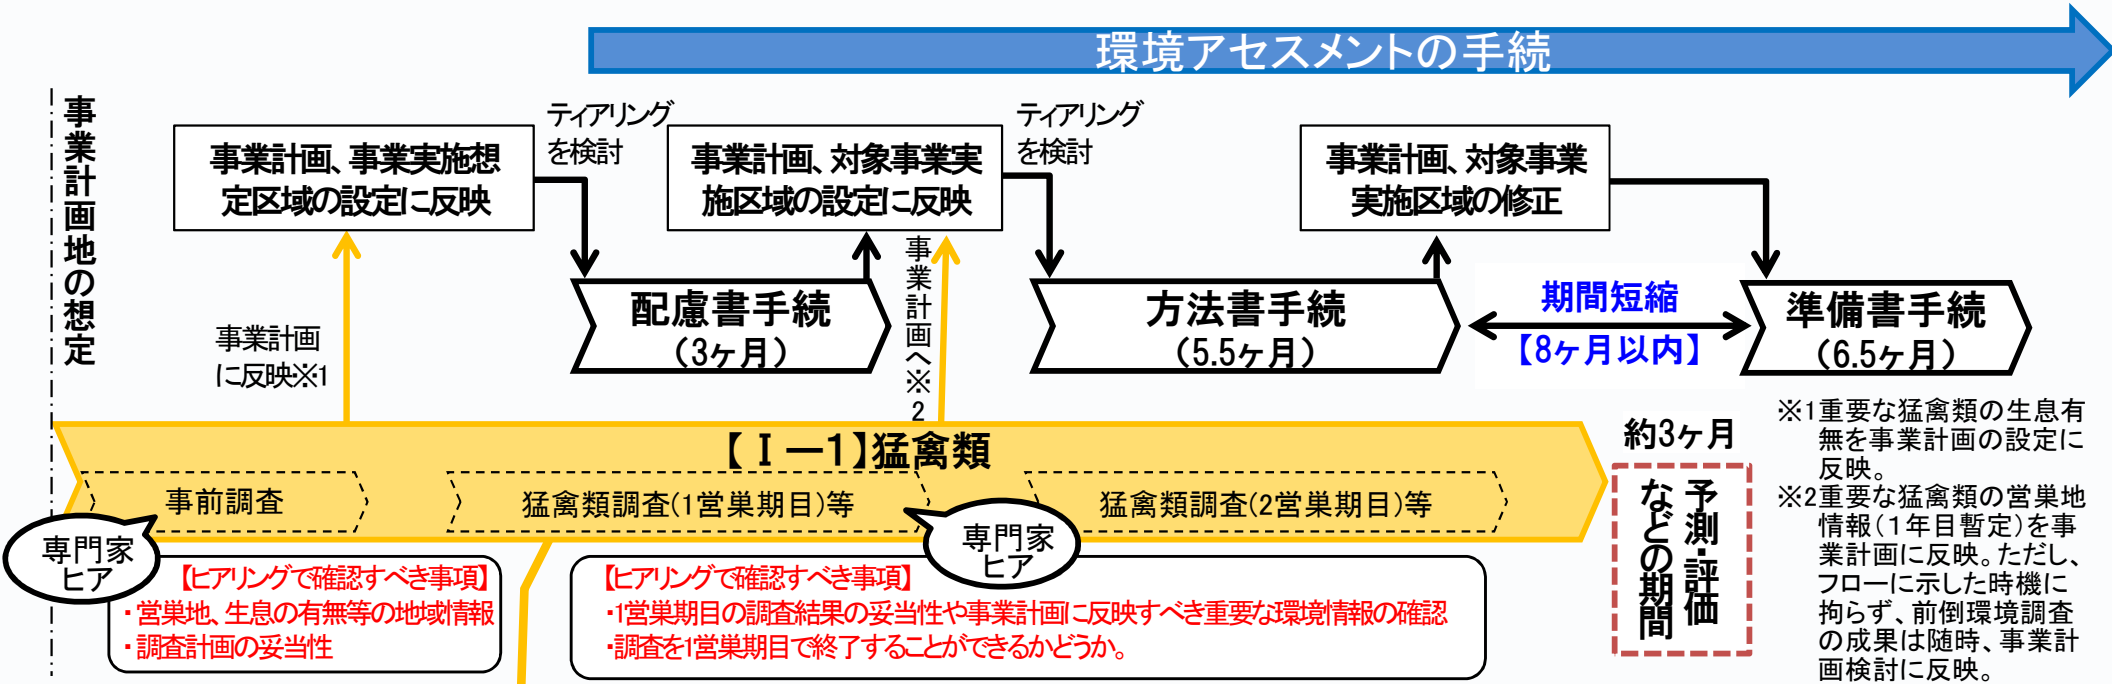 環境アセスメントの手続
事業計画地の想定
事業計画、事業実施想
定区域の設定に反映
ティアリング
を検討
事業計画、対象事業実
施区域の設定に反映
ティアリング
を検討
事業計画、対象事業
実施区域の修正
配慮書手続
（3ヶ月）
方法書手続
（5.5ヶ月）
期間短縮
【8ヶ月以内】
準備書手続
（6.5ヶ月）
事業計画
に反映※1
事業計画へ※2
【Ⅰ－1】猛禽類
事前調査
猛禽類調査(1営巣期目)等
猛禽類調査(2営巣期目)等
専門家
ヒア
専門家
ヒア
【ヒアリングで確認すべき事項】
・営巣地、生息の有無等の地域情報
・調査計画の妥当性
【ヒアリングで確認すべき事項】
・1営巣期目の調査結果の妥当性や事業計画に反映すべき重要な環境情報の確認
・調査を1営巣期目で終了することができるかどうか。
約3ヶ月
予測・評価
などの期間
※1重要な猛禽類の生息有
無を事業計画の設定に
反映。
※2重要な猛禽類の営巣地
情報（１年目暫定）を事
業計画に反映。ただし、
フローに示した時機に
拘らず、前倒環境調査
の成果は随時、事業計
画検討に反映。